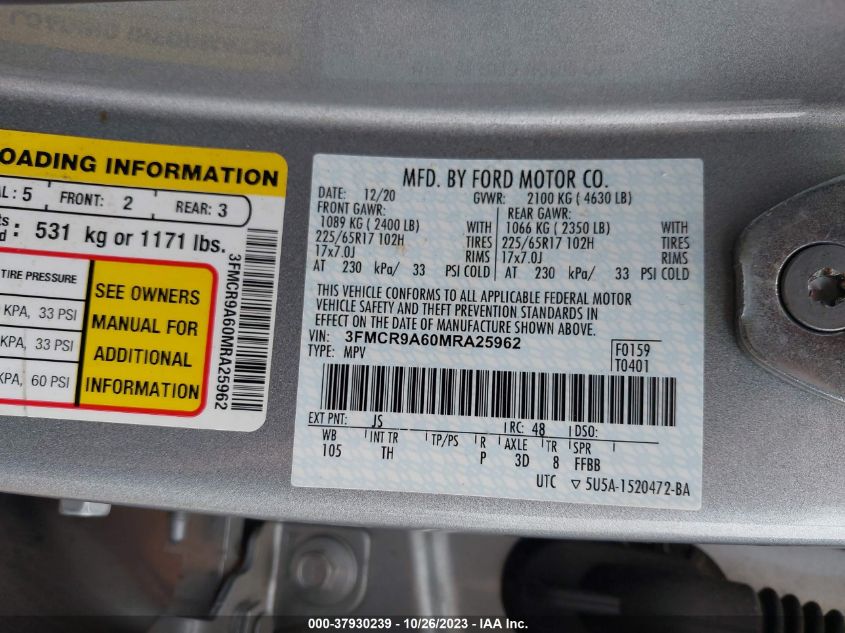 OADING INFORMATION
AL: 5 FRONT: 2 REAR: 3
531 kg or 1171 lbs.
TIRE PRESSURE
KPA, 33 PSI
KPA, 33 PSI
KPA, 60 PSI
SEE OWNERS
MANUAL FOR
ADDITIONAL
INFORMATION
3FMCR9A60MRA25962
MFD. BY FORD MOTOR CO.
DATE: 12/20 GVWR: 2100 KG ( 4630 LB)
FRONT GAWR: REAR GAWR:
1089 KG ( 2400 LB) WITH 1066 KG ( 2350 LB) WITH
225/65R17 102H TIRES 225/65R17 102H TIRES
17x7.0J RIMS 17x7.0J RIMS
AT 230 kPa/ 33 PSI COLD AT 230 kPa/ 33 PSI COLD
THIS VEHICLE CONFORMS TO ALL APPLICABLE FEDERAL MOTOR
VEHICLE SAFETY AND THEFT PREVENTION STANDARDS IN
EFFECT ON THE DATE OF MANUFACTURE SHOWN ABOVE.
VIN: 3FMCR9A60MRA25962 F0159
TYPE: MPV T0401
EXT PNT: JS RC: 48 DSO:
WB INT TR TP/PS R AXLE TR SPR
105 TH P 3D 8 FFBB
UTC ▽ 5U5A-1520472-BA
000-37930239 - 10/26/2023 - Copyright © 2023 IAA, Inc.